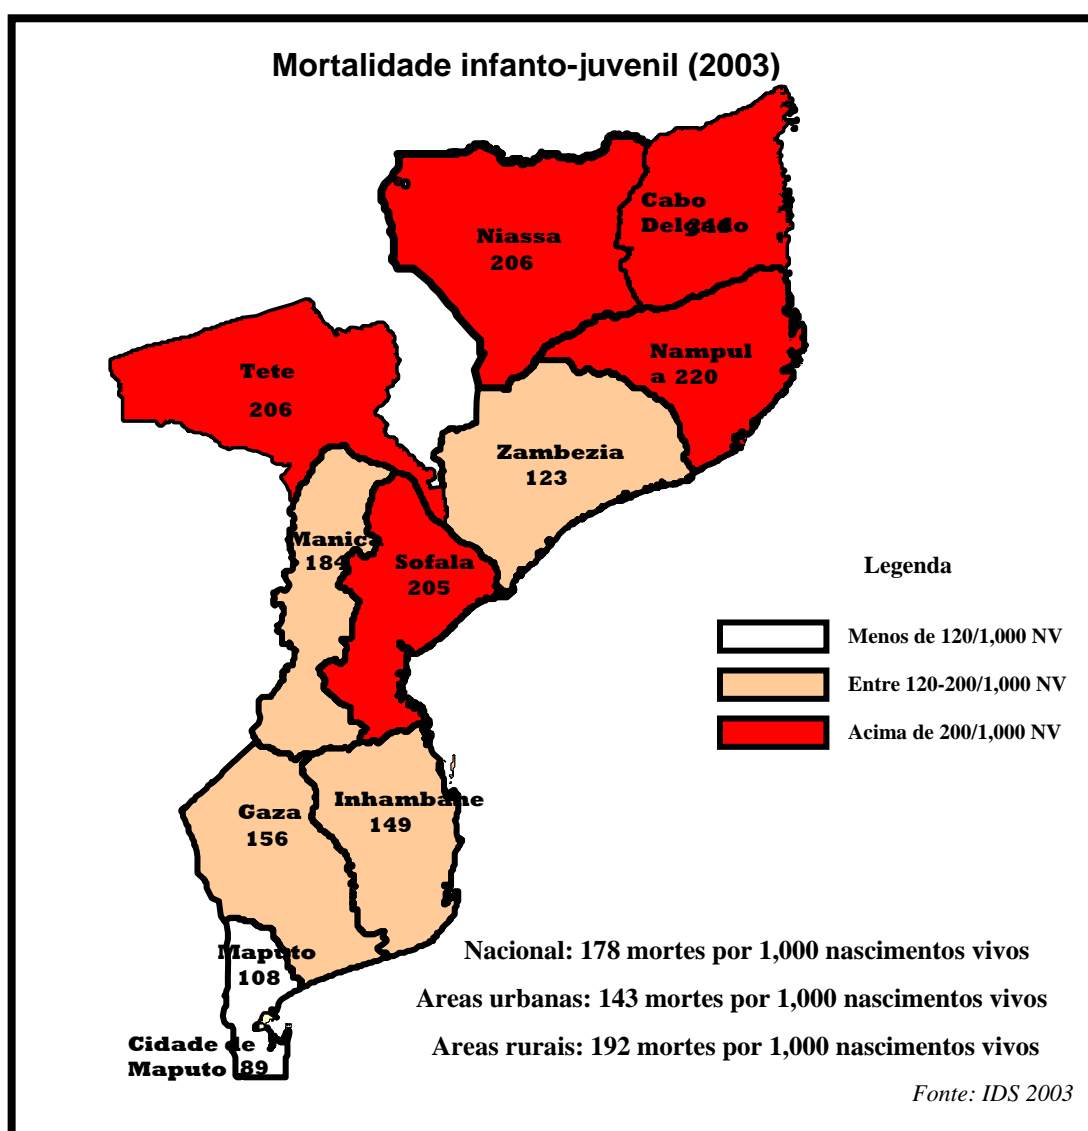 Mortalidade infanto-juvenil (2003)
Cabo
Delgado
Niassa
206
Nampul
a 220
Tete
206
Zambezia
123
Manica
184
Sofala
205
Legenda
Menos de 120/1,000 NV
Entre 120-200/1,000 NV
Acima de 200/1,000 NV
Inhambane
149
Gaza
156
Maputo
108
Nacional: 178 mortes por 1,000 nascimentos vivos
Areas urbanas: 143 mortes por 1,000 nascimentos vivos
Cidade de
Maputo 89
Areas rurais: 192 mortes por 1,000 nascimentos vivos
Fonte: IDS 2003